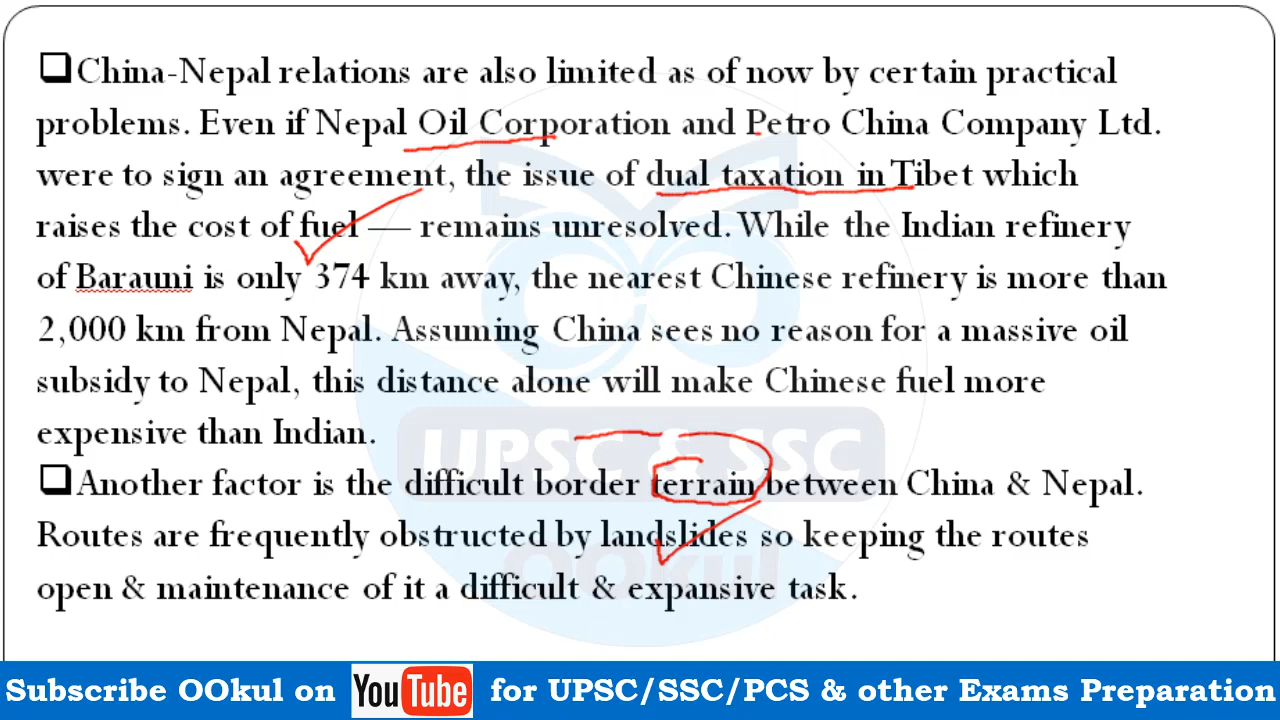 China-Nepal relations are also limited as of now by certain practical
problems. Even if Nepal Oil Corporation and Petro China Company Ltd.
were to sign an agreement, the issue of dual taxation in Tibet which
raises the cost of fuel — remains unresolved. While the Indian refinery
of Barauni is only 374 km away, the nearest Chinese refinery is more than
2,000 km from Nepal. Assuming China sees no reason for a massive oil
subsidy to Nepal, this distance alone will make Chinese fuel more
expensive than Indian.
UPSC & SSC
Another factor is the difficult border terrain between China & Nepal.
Routes are frequently obstructed by landslides so keeping the routes
OOkul
open & maintenance of it a difficult & expansive task.
Subscribe OOkul on YouTube for UPSC/SSC/PCS & other Exams Preparation